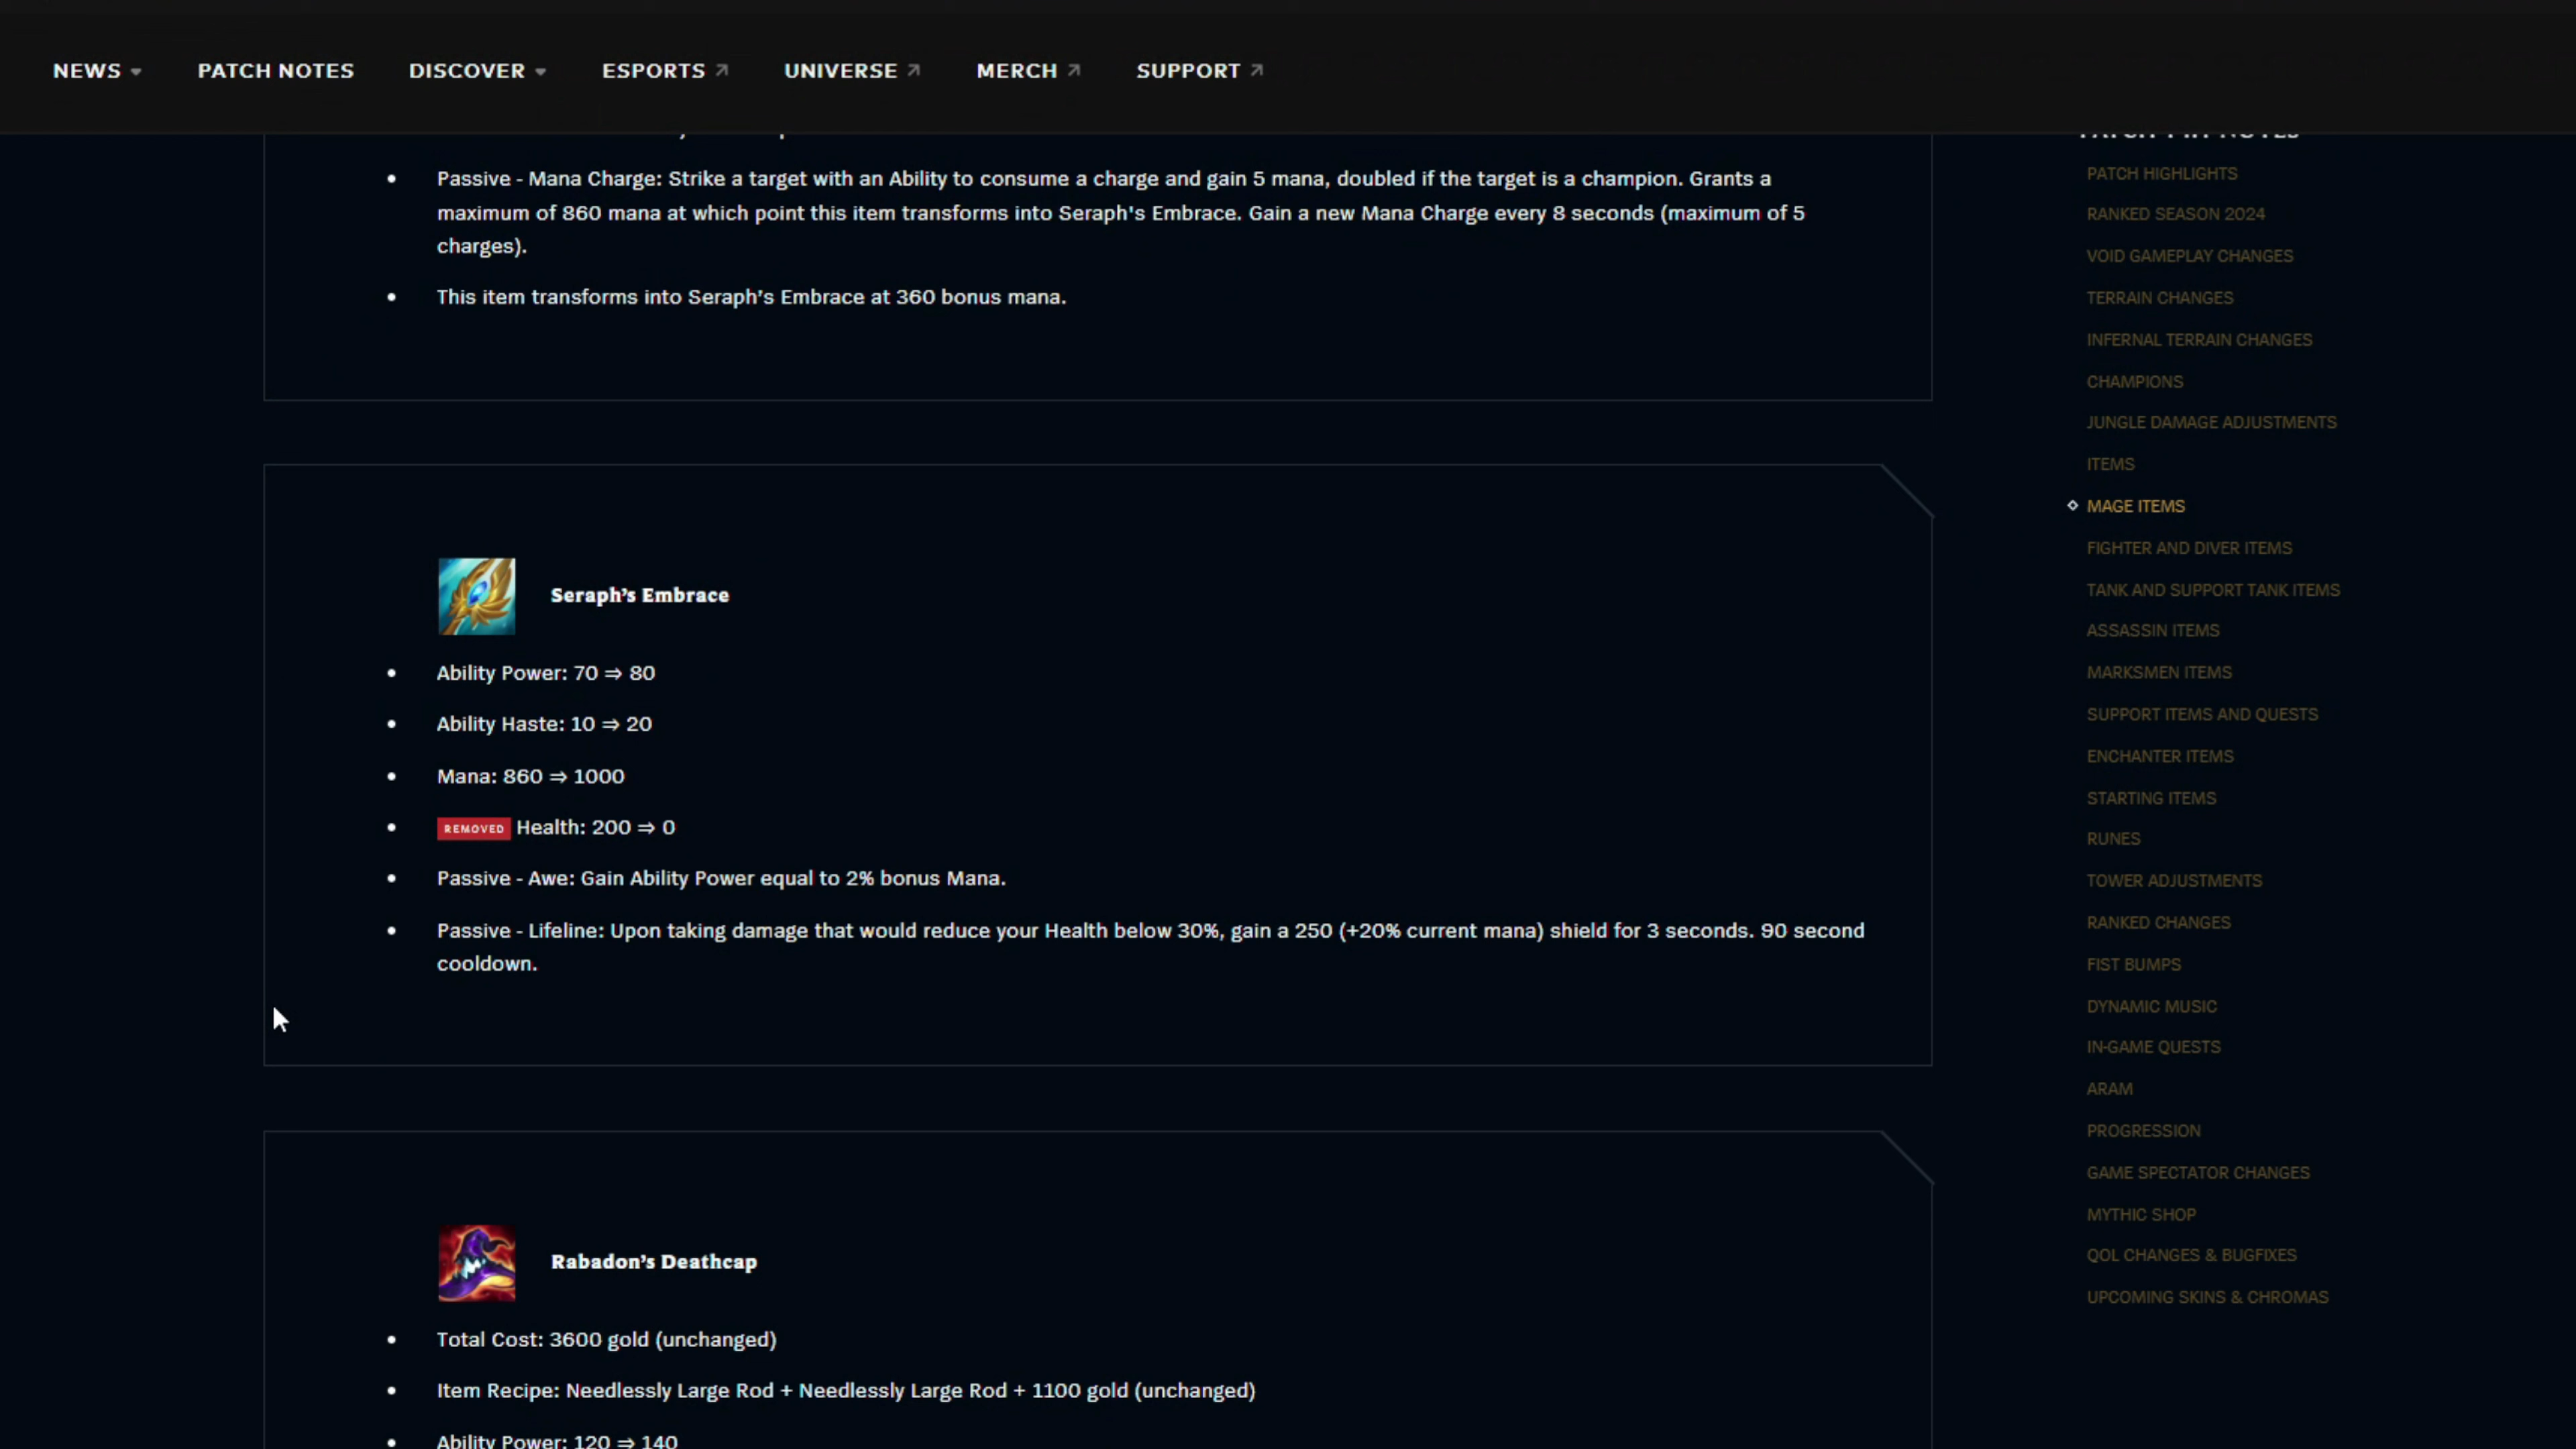 NEWS PATCH NOTES DISCOVER ESPORTS UNIVERSE MERCH SUPPORT
• Passive - Mana Charge: Strike a target with an Ability to consume a charge and gain 5 mana, doubled if the target is a champion. Grants a
maximum of 860 mana at which point this item transforms into Seraph's Embrace. Gain a new Mana Charge every 8 seconds (maximum of 5
charges).
• This item transforms into Seraph's Embrace at 360 bonus mana.
Seraph's Embrace
• Ability Power: 70 ⇒ 80
• Ability Haste: 10 ⇒ 20
• Mana: 860 ⇒ 1000
• REMOVED Health: 200 ⇒ 0
• Passive - Awe: Gain Ability Power equal to 2% bonus Mana.
• Passive - Lifeline: Upon taking damage that would reduce your Health below 30%, gain a 250 (+20% current mana) shield for 3 seconds. 90 second
cooldown.
Rabadon's Deathcap
• Total Cost: 3600 gold (unchanged)
• Item Recipe: Needlessly Large Rod + Needlessly Large Rod + 1100 gold (unchanged)
• Ability Power: 120 ⇒ 140
PATCH HIGHLIGHTS
RANKED SEASON 2024
VOID GAMEPLAY CHANGES
TERRAIN CHANGES
INFERNAL TERRAIN CHANGES
CHAMPIONS
JUNGLE DAMAGE ADJUSTMENTS
ITEMS
MAGE ITEMS
FIGHTER AND DIVER ITEMS
TANK AND SUPPORT TANK ITEMS
ASSASSIN ITEMS
MARKSMEN ITEMS
SUPPORT ITEMS AND QUESTS
ENCHANTER ITEMS
STARTING ITEMS
RUNES
TOWER ADJUSTMENTS
RANKED CHANGES
FIST BUMPS
DYNAMIC MUSIC
IN-GAME QUESTS
ARAM
PROGRESSION
GAME SPECTATOR CHANGES
MYTHIC SHOP
QOL CHANGES & BUGFIXES
UPCOMING SKINS & CHROMAS